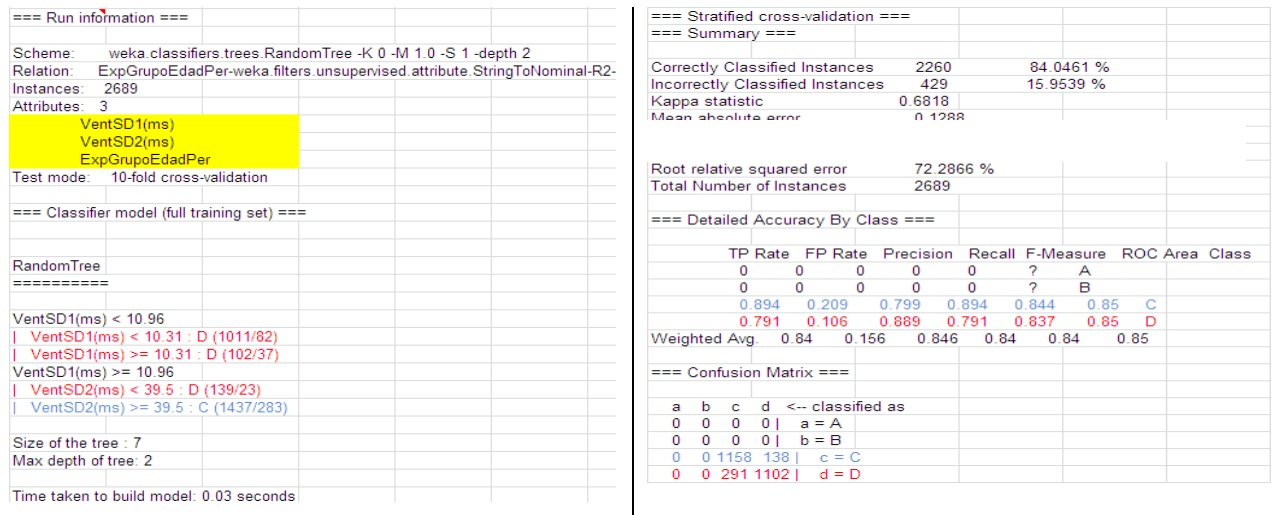 === Run information ===
Scheme: weka.classifiers.trees.RandomTree -K 0 -M 1.0 -S 1 -depth 2
Relation: ExpGrupoEdadPer-weka.filters.unsupervised.attribute.StringToNominal-R2-
Instances: 2689
Attributes: 3
VentSD1(ms)
VentSD2(ms)
ExpGrupoEdadPer
Test mode: 10-fold cross-validation
=== Classifier model (full training set) ===
RandomTree
==========
VentSD1(ms) < 10.96
| VentSD1(ms) < 10.31 : D (1011/82)
| VentSD1(ms) >= 10.31 : D (102/37)
VentSD1(ms) >= 10.96
| VentSD2(ms) < 39.5 : D (139/23)
| VentSD2(ms) >= 39.5 : C (1437/283)
Size of the tree : 7
Max depth of tree: 2
Time taken to build model: 0.03 seconds
=== Stratified cross-validation ===
=== Summary ===
Correctly Classified Instances 2260 84.0461 %
Incorrectly Classified Instances 429 15.9539 %
Kappa statistic 0.6818
Mean absolute error 0.1288
Root relative squared error 72.2866 %
Total Number of Instances 2689
=== Detailed Accuracy By Class ===
TP Rate FP Rate Precision Recall F-Measure ROC Area Class
0 0 0 0 0 ? A
0 0 0 0 0 ? B
0.894 0.209 0.799 0.894 0.844 0.85 C
0.791 0.106 0.889 0.791 0.837 0.85 D
Weighted Avg. 0.84 0.156 0.846 0.84 0.84 0.85
=== Confusion Matrix ===
a b c d <-- classified as
0 0 0 0 | a = A
0 0 0 0 | b = B
0 0 1158 138 | c = C
0 0 291 1102 | d = D